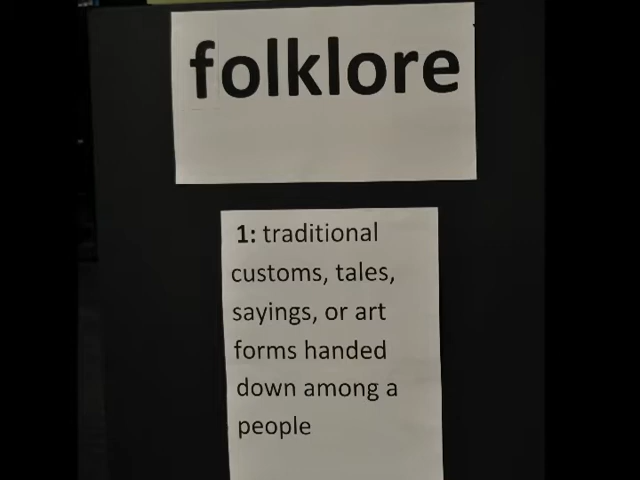 folklore
1: traditional
customs, tales,
sayings, or art
forms handed
down among a
people